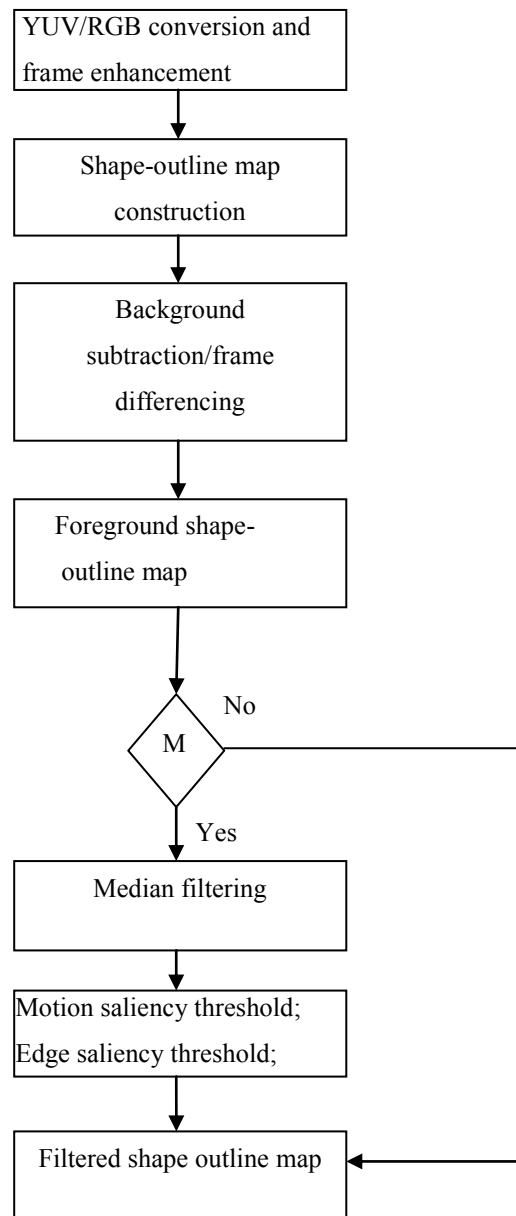 YUV/RGB conversion and
frame enhancement
Shape-outline map
construction
Background
subtraction/frame
differencing
Foreground shape-
outline map
No
M
Yes
Median filtering
Motion saliency threshold;
Edge saliency threshold;
Filtered shape outline map